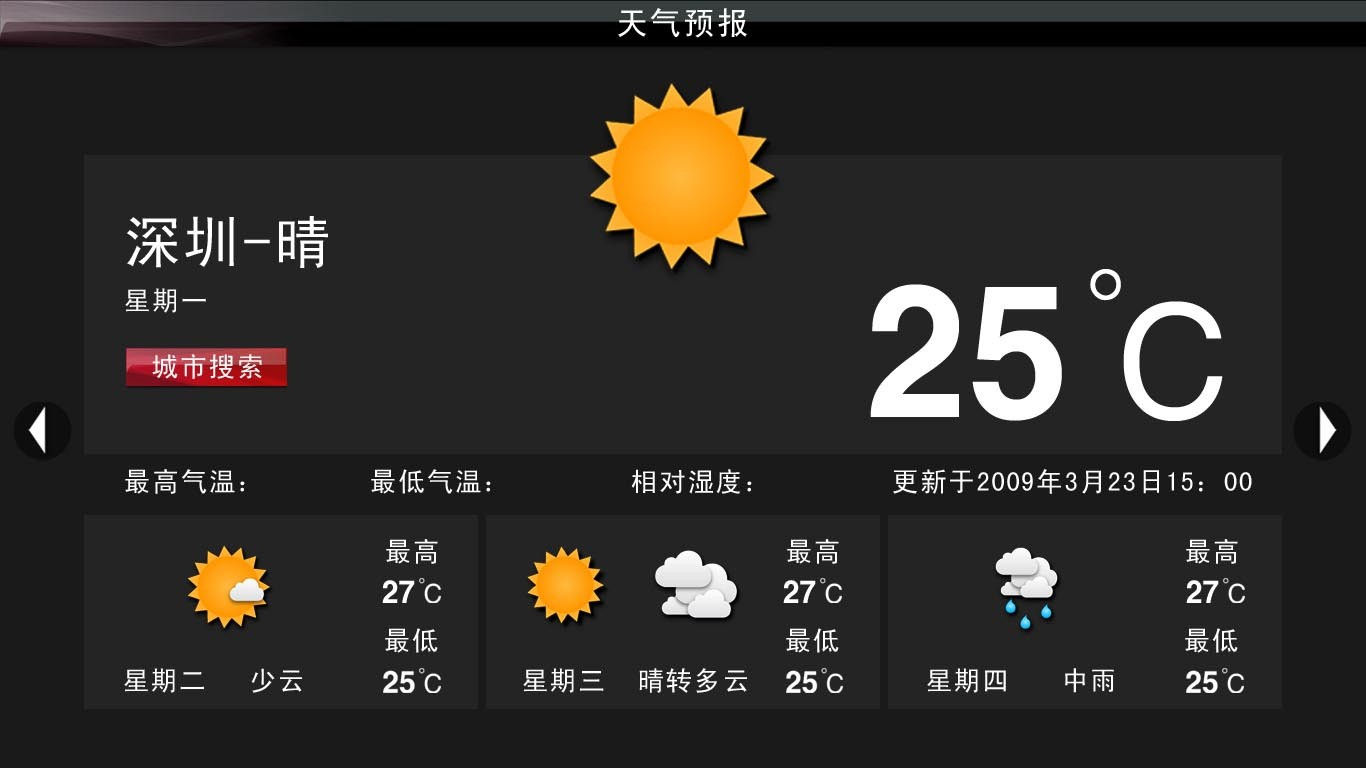 天气预报
深圳-晴
星期一
城市搜索
25°C
最高气温：
最低气温：
相对湿度：
更新于2009年3月23日15：00
最高
27°C
最低
25°C
星期二 少云
最高
27°C
最低
25°C
星期三 晴转多云
最高
27°C
最低
25°C
星期四 中雨